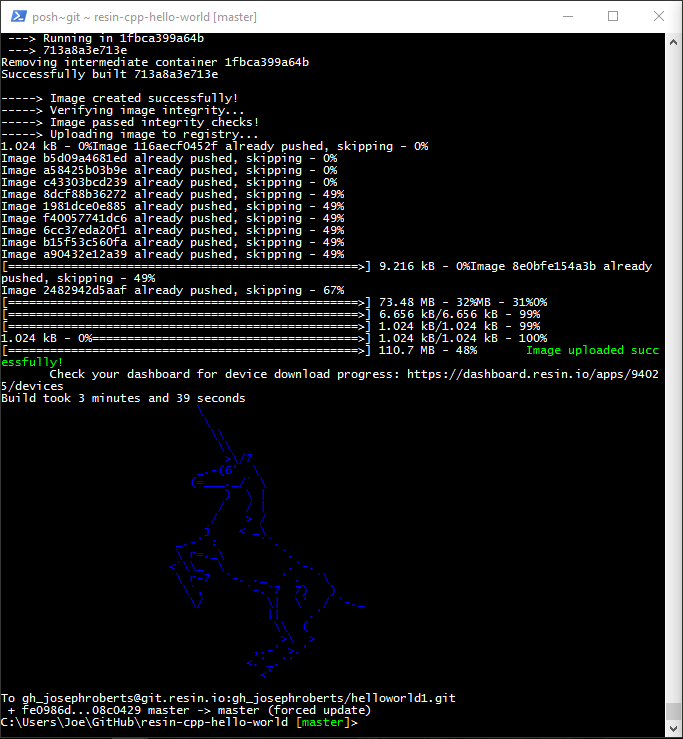 posh~git ~ resin-cpp-hello-world [master]
---> Running in 1fbca399a64b
---> 713a8a3e713e
Removing intermediate container 1fbca399a64b
Successfully built 713a8a3e713e
-----> Image created successfully!
-----> Verifying image integrity...
-----> Image passed integrity checks!
-----> Uploading image to registry...
1.024 kB - 0%Image 116aecf0452f already pushed, skipping - 0%
Image b5d09a4681ed already pushed, skipping - 0%
Image a58425b03b9e already pushed, skipping - 0%
Image c43303bcd239 already pushed, skipping - 0%
Image 8dcf88b36272 already pushed, skipping - 49%
Image 1981dce0e885 already pushed, skipping - 49%
Image f40057741dc6 already pushed, skipping - 49%
Image 6cc37eda20f1 already pushed, skipping - 49%
Image b15f53c560fa already pushed, skipping - 49%
Image a90432e12a39 already pushed, skipping - 49%
[==================================================>] 9.216 kB - 0%Image 8e0bfe154a3b already
pushed, skipping - 49%
Image 2482942d5aaf already pushed, skipping - 67%
[==================================================>] 73.48 MB - 32%MB - 31%0%
[==================================================>] 6.656 kB/6.656 kB - 99%
[==================================================>] 1.024 kB/1.024 kB - 99%
1.024 kB - 0%======================================>] 1.024 kB/1.024 kB - 100%
[==================================================>] 110.7 MB - 48% Image uploaded succ
essfully!
Check your dashboard for device download progress: https://dashboard.resin.io/apps/9402
5/devices
Build took 3 minutes and 39 seconds
To gh_josephroberts@git.resin.io:gh_josephroberts/helloworld1.git
+ fe0986d...08c0429 master -> master (forced update)
C:\Users\Joe\GitHub\resin-cpp-hello-world [master]>